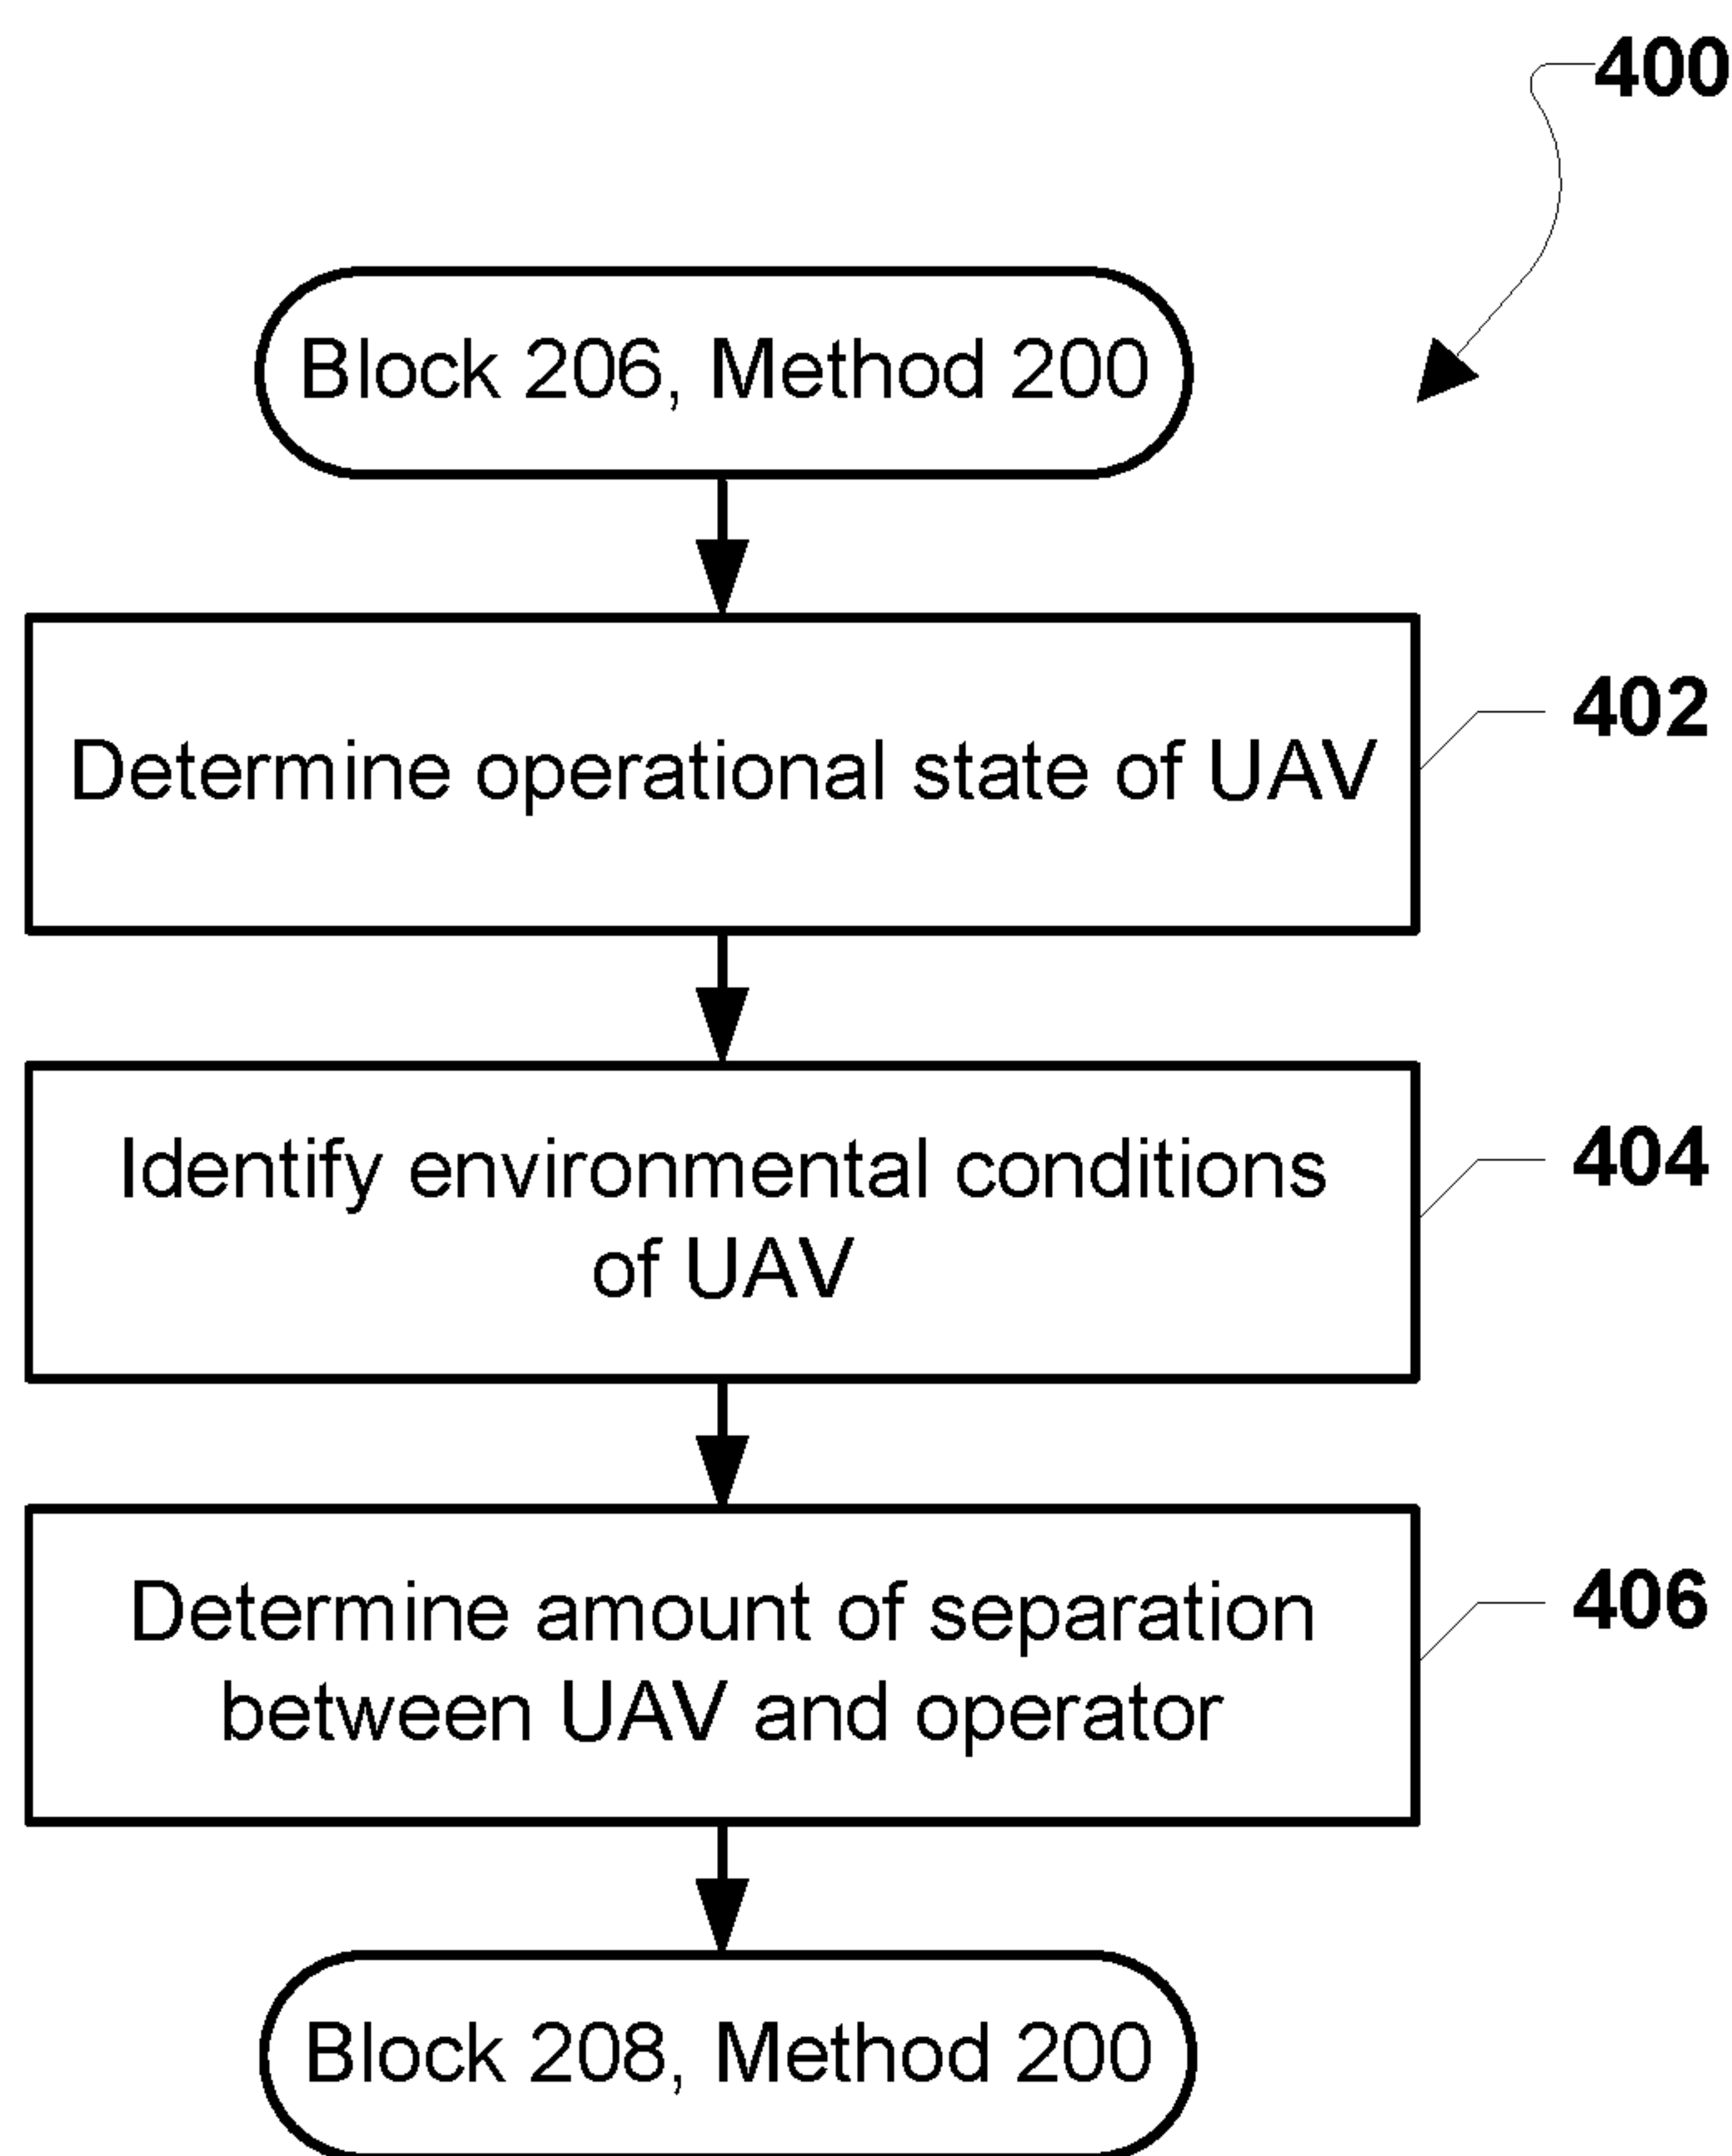 400
Block 206, Method 200
Determine operational state of UAV
402
Identify environmental conditions
of UAV
404
Determine amount of separation
between UAV and operator
406
Block 208, Method 200